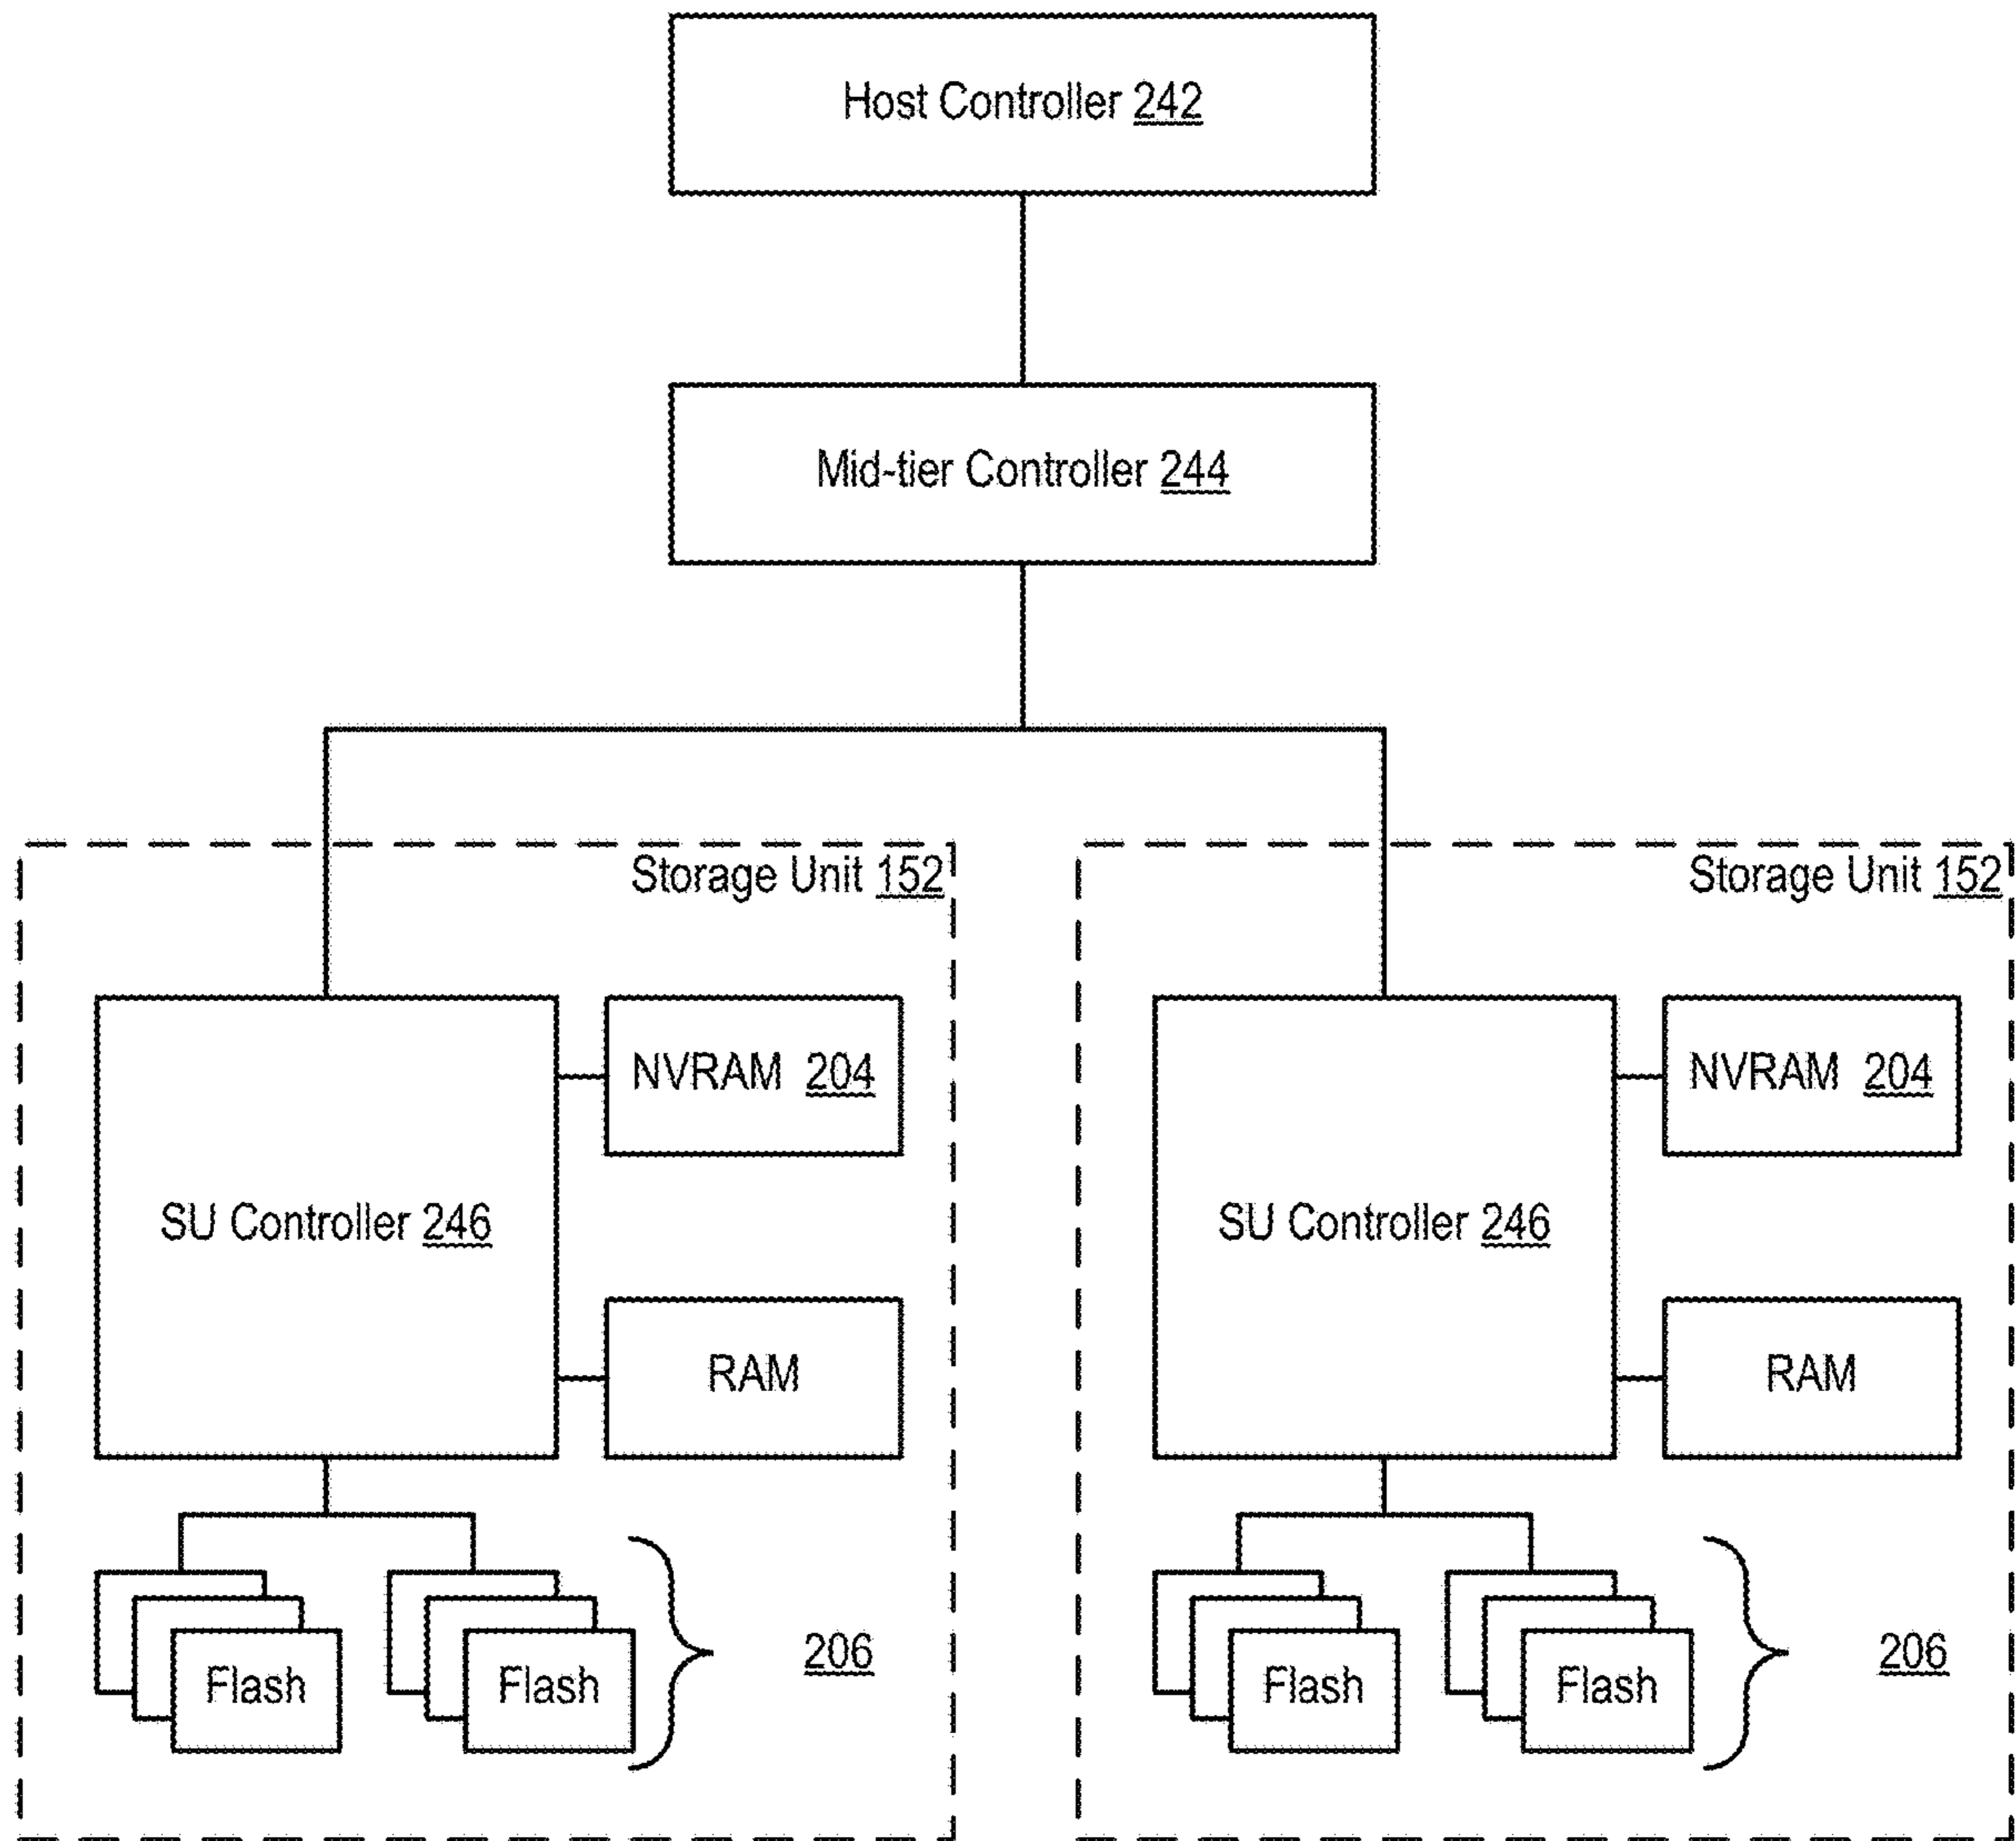 Host Controller 242
Mid-tier Controller 244
Storage Unit 152
NVRAM 204
SU Controller 246
RAM
Flash
Flash
206
Storage Unit 152
NVRAM 204
SU Controller 246
RAM
Flash
Flash
206